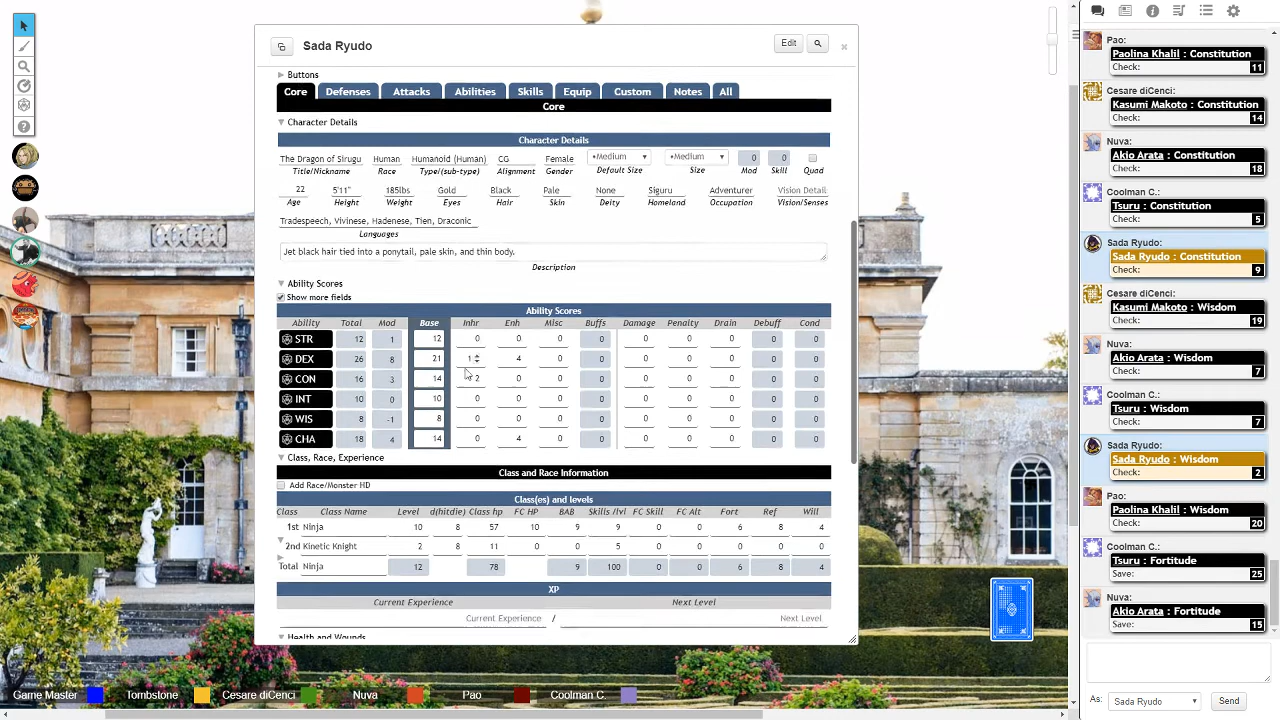 Sada Ryudo
Edit
Buttons
Core Defenses Attacks Abilities Skills Equip Custom Notes All
Core
Character Details
Character Details
The Dragon of Sirugu Human Humanoid (Human) CG Female •Medium •Medium 0 0
Title/Nickname Race Type/(sub-type) Alignment Gender Default Size Size Mod Skill Quad
22 5'11" 185lbs Gold Black Pale None Siguru Adventurer Vision Detail
Age Height Weight Eyes Hair Skin Deity Homeland Occupation Vision/Senses
Tradespeech, Vivinese, Hadenese, Tien, Draconic
Languages
Jet black hair tied into a ponytail, pale skin, and thin body.
Description
Ability Scores
Show more fields
Ability Scores
Ability Total Mod Base Inhr Enh Misc Buffs Damage Penalty Drain Debuff Cond
STR 12 1 12 0 0 0 0 0 0 0 0 0
DEX 26 8 21 1 4 0 0 0 0 0 0 0
CON 16 3 14 2 0 0 0 0 0 0 0 0
INT 10 0 10 0 0 0 0 0 0 0 0 0
WIS 8 -1 8 0 0 0 0 0 0 0 0 0
CHA 18 4 14 0 4 0 0 0 0 0 0 0
Class, Race, Experience
Class and Race Information
Add Race/Monster HD
Class(es) and levels
Class Class Name Level d(hitdie) Class hp FC HP BAB Skills /lvl FC Skill FC Alt Fort Ref Will
1st Ninja 10 8 57 10 9 9 0 0 6 8 4
2nd Kinetic Knight 2 8 11 0 0 5 0 0 0 0 0
Total Ninja 12 78 9 100 0 0 6 8 4
XP
Current Experience Next Level
Current Experience / Next Level
Health and Wounds
Game Master Tombstone Cesare diCenci Nuva Pao Coolman C.
Pao:
Paolina Khalil : Constitution
Check: 11
Cesare diCenci:
Kasumi Makoto : Constitution
Check: 14
Nuva:
Akio Arata : Constitution
Check: 18
Coolman C.:
Tsuru : Constitution
Check: 5
Sada Ryudo:
Sada Ryudo : Constitution
Check: 9
Cesare diCenci:
Kasumi Makoto : Wisdom
Check: 19
Nuva:
Akio Arata : Wisdom
Check: 7
Coolman C.:
Tsuru : Wisdom
Check: 7
Sada Ryudo:
Sada Ryudo : Wisdom
Check: 2
Pao:
Paolina Khalil : Wisdom
Check: 20
Coolman C.:
Tsuru : Fortitude
Save: 25
Nuva:
Akio Arata : Fortitude
Save: 15
As: Sada Ryudo Send